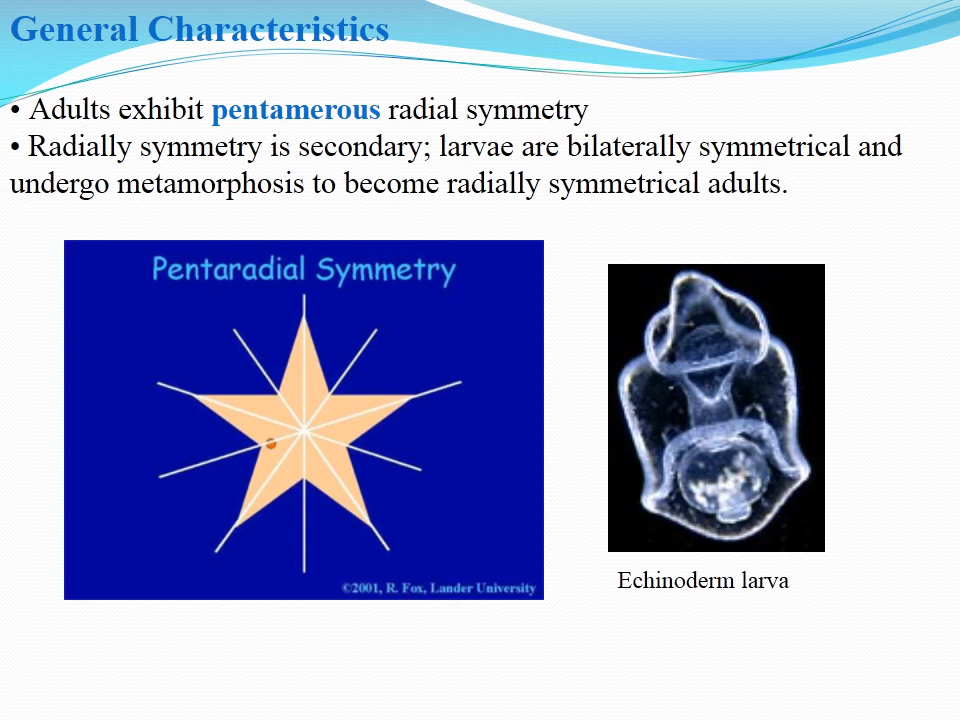 General Characteristics
• Adults exhibit pentamerous radial symmetry
• Radially symmetry is secondary; larvae are bilaterally symmetrical and
undergo metamorphosis to become radially symmetrical adults.
Pentaradial Symmetry
©2001, R. Fox, Lander University
Echinoderm larva